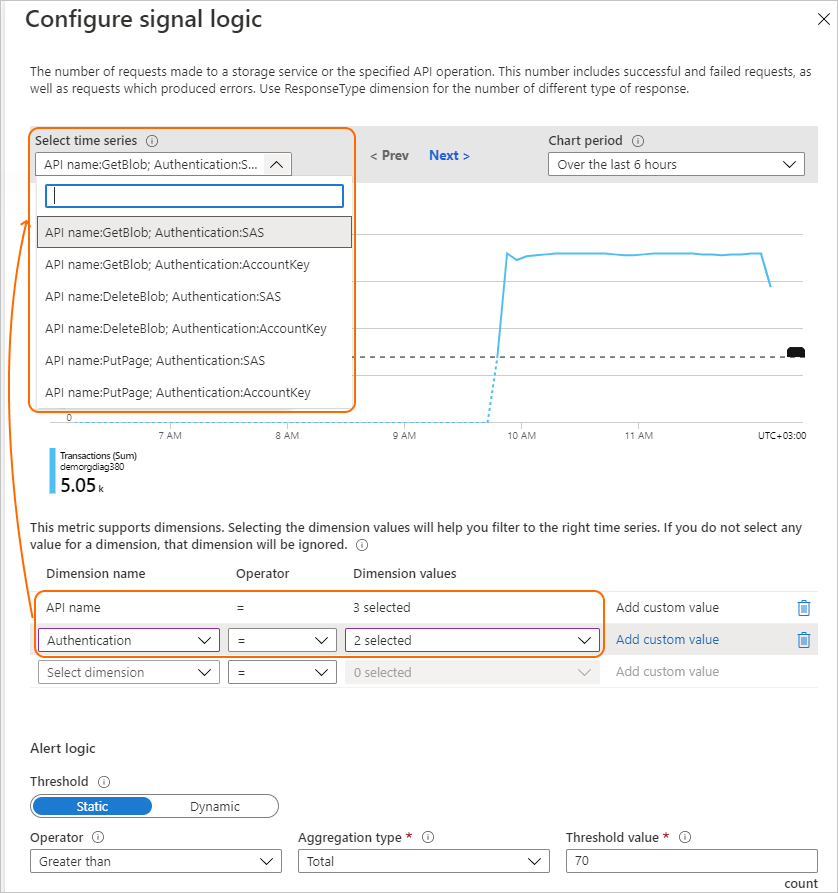 Configure signal logic
The number of requests made to a storage service or the specified API operation. This number includes successful and failed requests, as
well as requests which produced errors. Use ResponseType dimension for the number of different type of response.
Select time series
< Prev Next >
Chart period
API name:GetBlob; Authentication:S...
Over the last 6 hours
API name:GetBlob; Authentication:SAS
API name:GetBlob; Authentication:AccountKey
API name:DeleteBlob; Authentication:SAS
API name:DeleteBlob; Authentication:AccountKey
API name:PutPage; Authentication:SAS
API name:PutPage; Authentication:AccountKey
0
7 AM 8 AM 9 AM 10 AM 11 AM UTC+03:00
Transactions (Sum)
demorgdiag380
5.05 k
This metric supports dimensions. Selecting the dimension values will help you filter to the right time series. If you do not select any
value for a dimension, that dimension will be ignored.
Dimension name Operator Dimension values
API name = 3 selected Add custom value
Authentication = 2 selected Add custom value
Select dimension = 0 selected Add custom value
Alert logic
Threshold
Static Dynamic
Operator Aggregation type * Threshold value *
Greater than Total 70
count